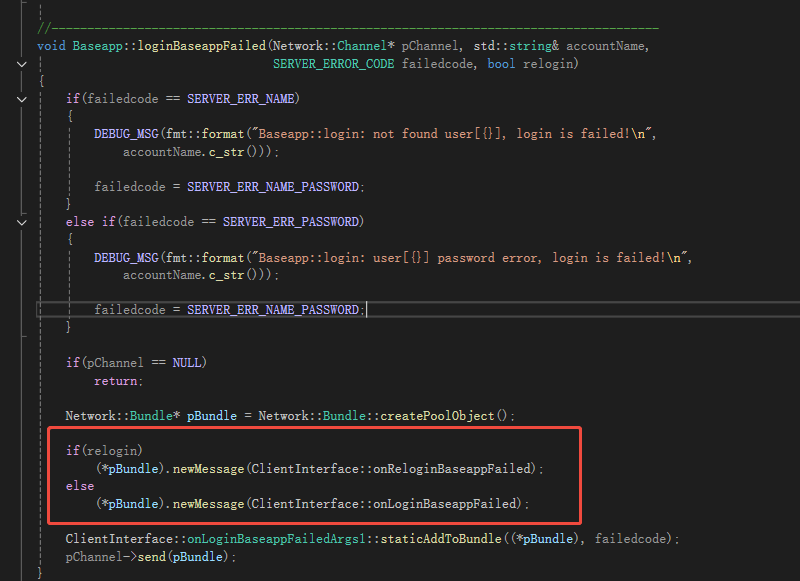 //-------------------------------------------------------------------------------------
void Baseapp::loginBaseappFailed(Network::Channel* pChannel, std::string& accountName,
SERVER_ERROR_CODE failedcode, bool relogin)
{
if(failedcode == SERVER_ERR_NAME)
{
DEBUG_MSG(fmt::format("Baseapp::login: not found user[{}], login is failed!\n",
accountName.c_str()));
failedcode = SERVER_ERR_NAME_PASSWORD;
}
else if(failedcode == SERVER_ERR_PASSWORD)
{
DEBUG_MSG(fmt::format("Baseapp::login: user[{}] password error, login is failed!\n",
accountName.c_str()));
failedcode = SERVER_ERR_NAME_PASSWORD;
}
if(pChannel == NULL)
return;
Network::Bundle* pBundle = Network::Bundle::createPoolObject();
if(relogin)
(*pBundle).newMessage(ClientInterface::onReloginBaseappFailed);
else
(*pBundle).newMessage(ClientInterface::onLoginBaseappFailed);
ClientInterface::onLoginBaseappFailedArgs1::staticAddToBundle((*pBundle), failedcode);
pChannel->send(pBundle);
}